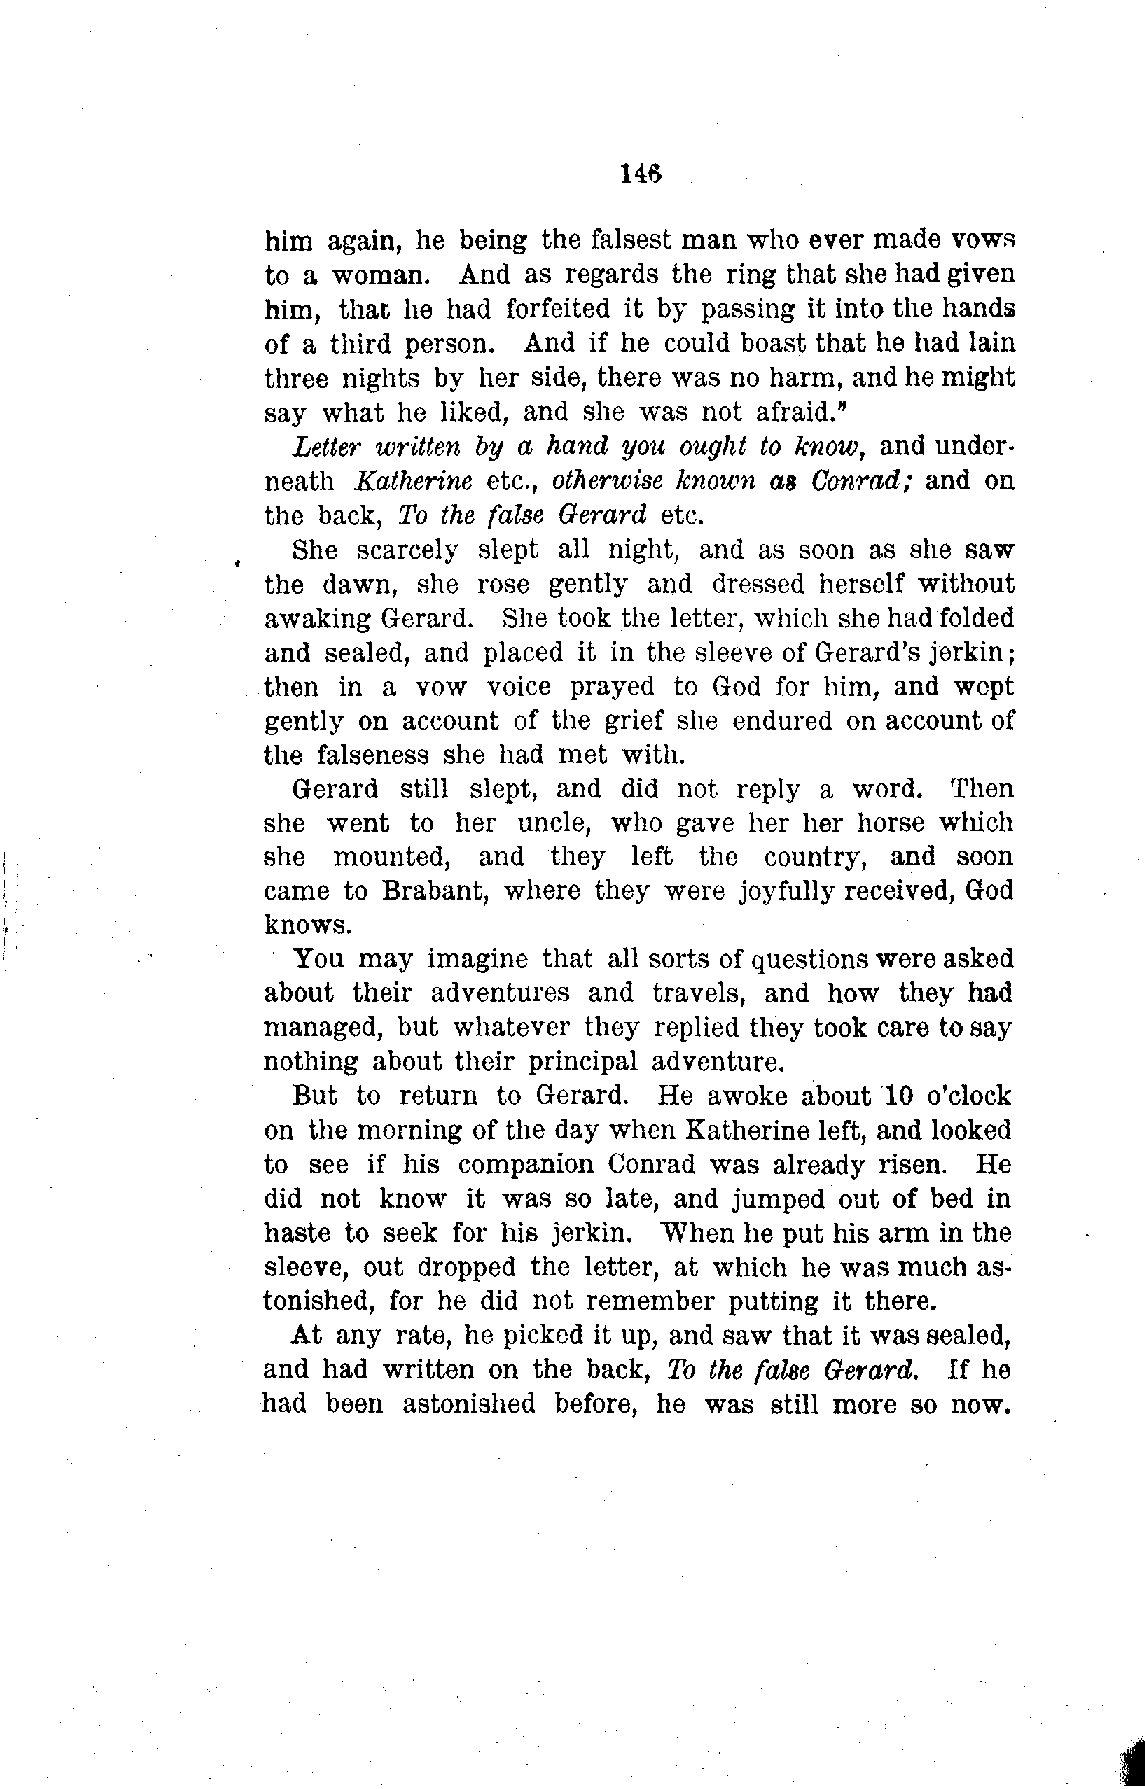 146
him again, he being the falsest man who ever made vows
to a woman. And as regards the ring that she had given
him, that he had forfeited it by passing it into the hands
of a third person. And if he could boast that he had lain
three nights by her side, there was no harm, and he might
say what he liked, and she was not afraid."
Letter written by a hand you ought to know, and under-
neath Katherine etc., otherwise known as Conrad; and on
the back, To the false Gerard etc.
She scarcely slept all night, and as soon as she saw
the dawn, she rose gently and dressed herself without
awaking Gerard. She took the letter, which she had folded
and sealed, and placed it in the sleeve of Gerard's jerkin;
then in a vow voice prayed to God for him, and wept
gently on account of the grief she endured on account of
the falseness she had met with.
Gerard still slept, and did not reply a word. Then
she went to her uncle, who gave her her horse which
she mounted, and they left the country, and soon
came to Brabant, where they were joyfully received, God
knows.
You may imagine that all sorts of questions were asked
about their adventures and travels, and how they had
managed, but whatever they replied they took care to say
nothing about their principal adventure.
But to return to Gerard. He awoke about 10 o'clock
on the morning of the day when Katherine left, and looked
to see if his companion Conrad was already risen. He
did not know it was so late, and jumped out of bed in
haste to seek for his jerkin. When he put his arm in the
sleeve, out dropped the letter, at which he was much as-
tonished, for he did not remember putting it there.
At any rate, he picked it up, and saw that it was sealed,
and had written on the back, To the false Gerard. If he
had been astonished before, he was still more so now.